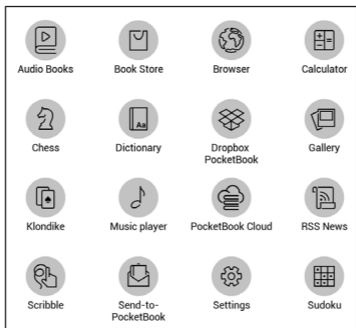 Audio Books Book Store Browser Calculator
Chess Dictionary Dropbox PocketBook Gallery
Klondike Music player PocketBook Cloud RSS News
Scribble Send-to-PocketBook Settings Sudoku
Aa